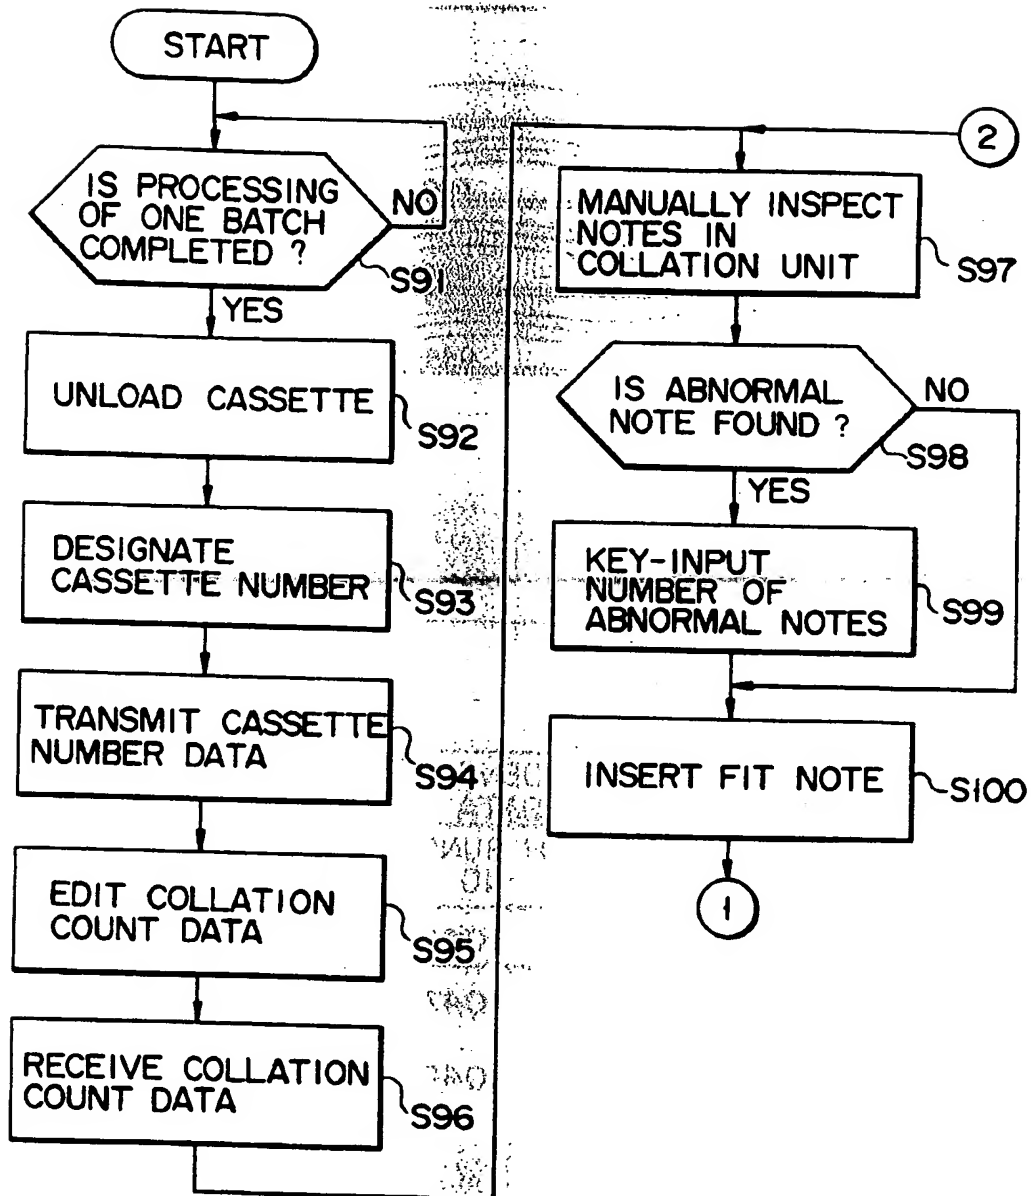 START
IS PROCESSING
OF ONE BATCH
COMPLETED ?
NO
S91
YES
UNLOAD CASSETTE
S92
DESIGNATE
CASSETTE NUMBER
S93
TRANSMIT CASSETTE
NUMBER DATA
S94
EDIT COLLATION
COUNT DATA
S95
RECEIVE COLLATION
COUNT DATA
S96
2
MANUALLY INSPECT
NOTES IN
COLLATION UNIT
S97
IS ABNORMAL
NOTE FOUND ?
NO
S98
YES
KEY-INPUT
NUMBER OF
ABNORMAL NOTES
S99
INSERT FIT NOTE
S100
1